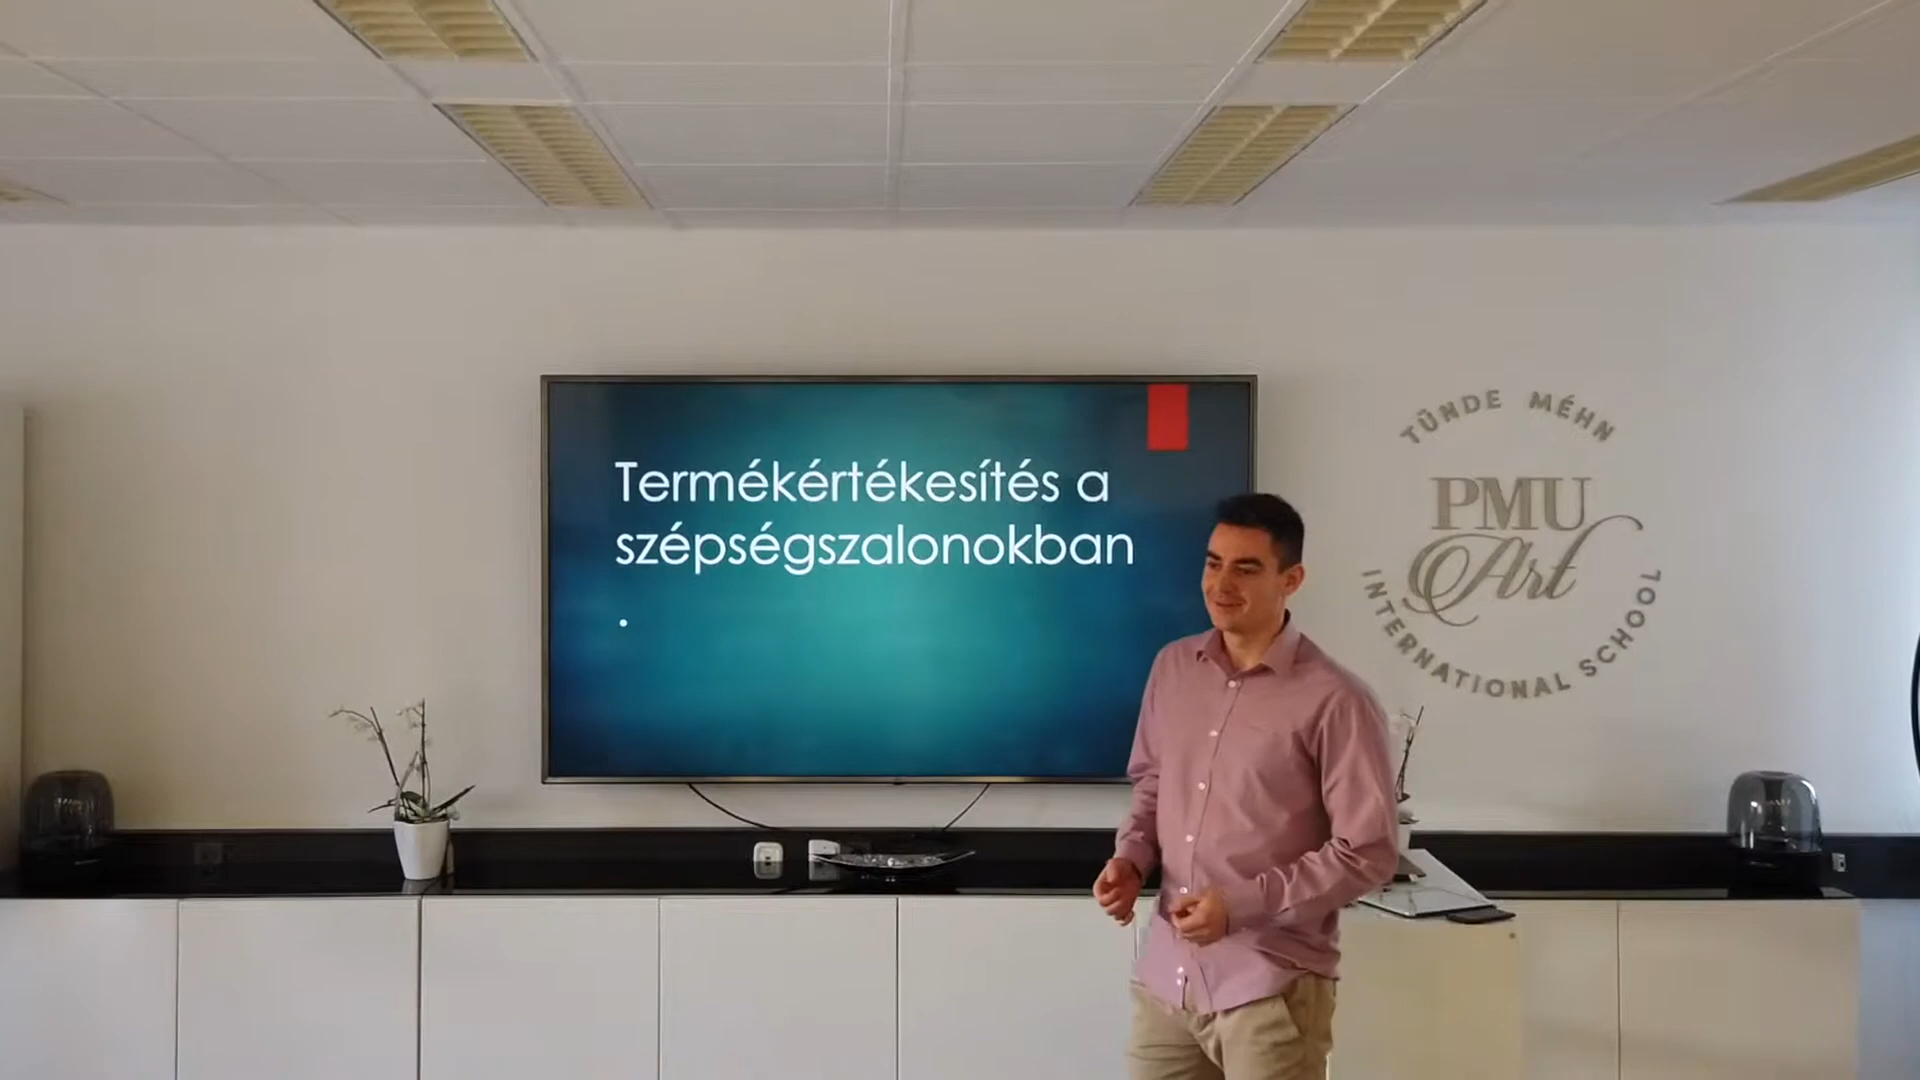 Termékértékesítés a
szépségszalonokban
.
TÜNDE MÉHN
PMU
Art
INTERNATIONAL SCHOOL